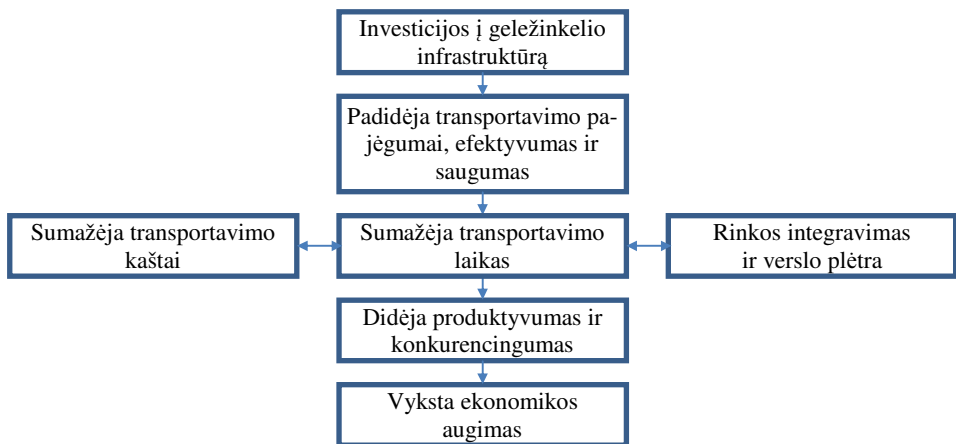 Investicijos į geležinkelio
infrastruktūrą
Padidėja transportavimo pa-
jėgumai, efektyvumas ir
saugumas
Sumažėja transportavimo
kaštai
Sumažėja transportavimo
laikas
Rinkos integravimas
ir verslo plėtra
Didėja produktyvumas ir
konkurencingumas
Vyksta ekonomikos
augimas